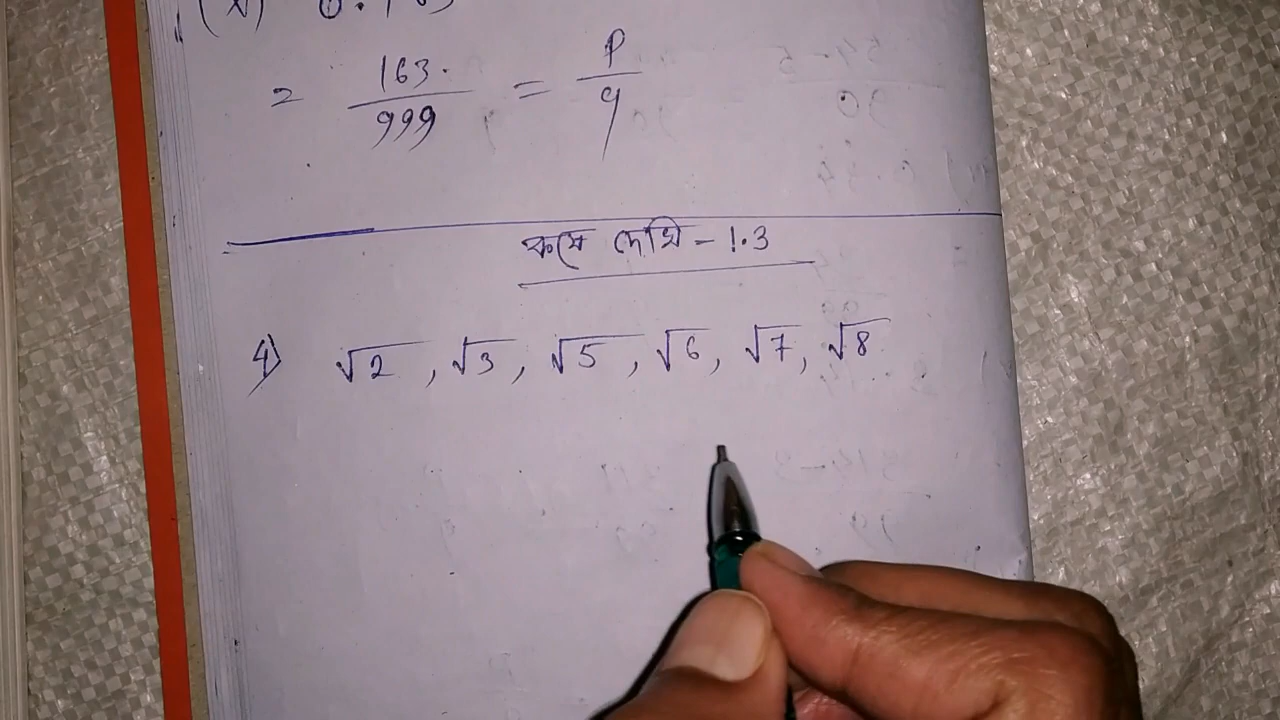 = 163/999 = p/q
কষে দেখি - 1.3
4) √2, √3, √5, √6, √7, √8